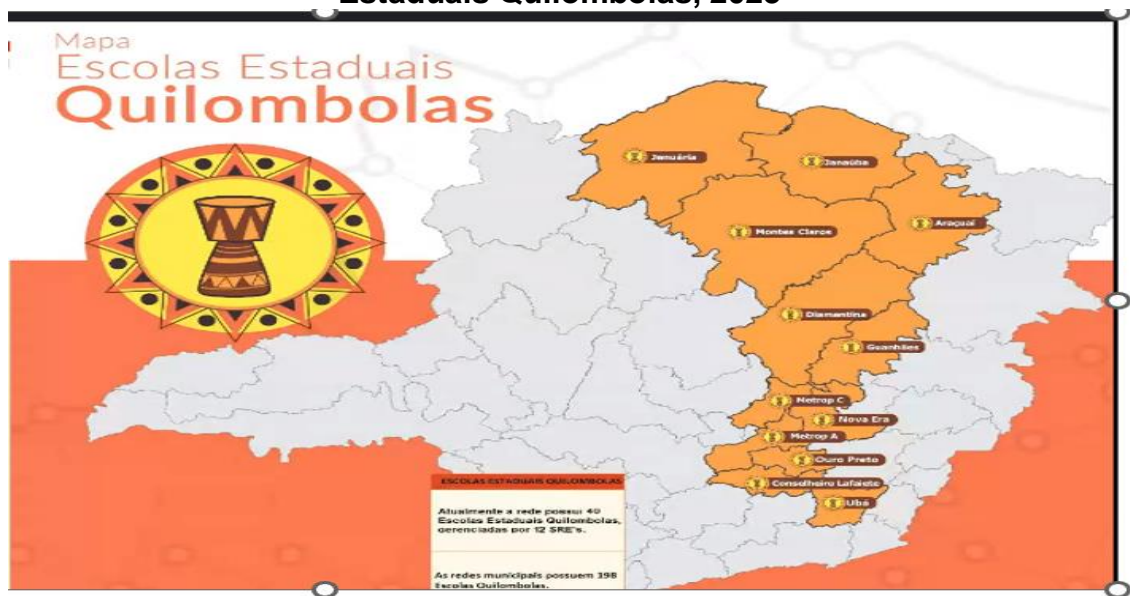 Estaduais Quilombolas, 2023
Mapa
Escolas Estaduais
Quilombolas
Januária
Janaúba
Araçuaí
Montes Claros
Diamantina
Guanhães
Metrop C
Nova Era
Metrop A
Ouro Preto
Conselheiro Lafaiete
Ubá
ESCOLAS ESTADUAIS QUILOMBOLAS
Atualmente a rede possui 40
Escolas Estaduais Quilombolas,
gerenciadas por 12 SRE's.
As redes municipais possuem 198
Escolas Quilombolas.